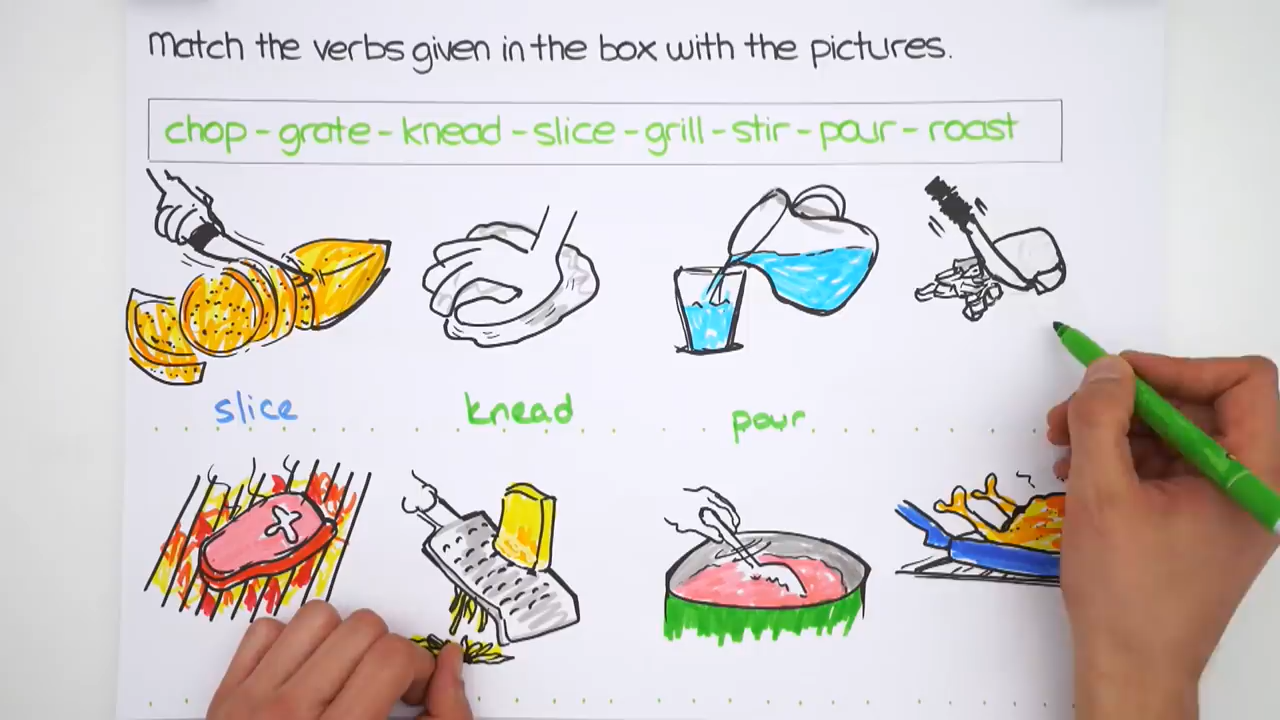 Match the verbs given in the box with the pictures.
chop - grate - knead - slice - grill - stir - pour - roast
slice knead pour